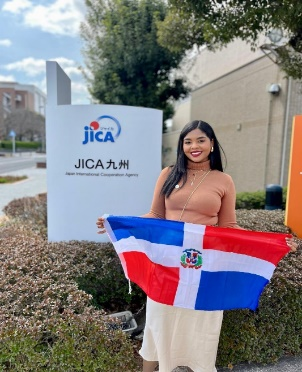 jica
JICA九州
Japan International Cooperation Agency